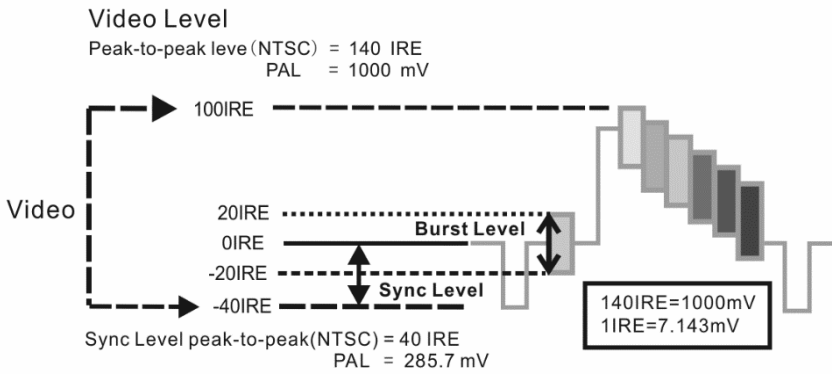 Video Level
Peak-to-peak leve(NTSC) = 140 IRE
PAL = 1000 mV
100IRE
Video
20IRE
Burst Level
0IRE
-20IRE
Sync Level
-40IRE
140IRE=1000mV
1IRE=7.143mV
Sync Level peak-to-peak(NTSC) = 40 IRE
PAL = 285.7 mV